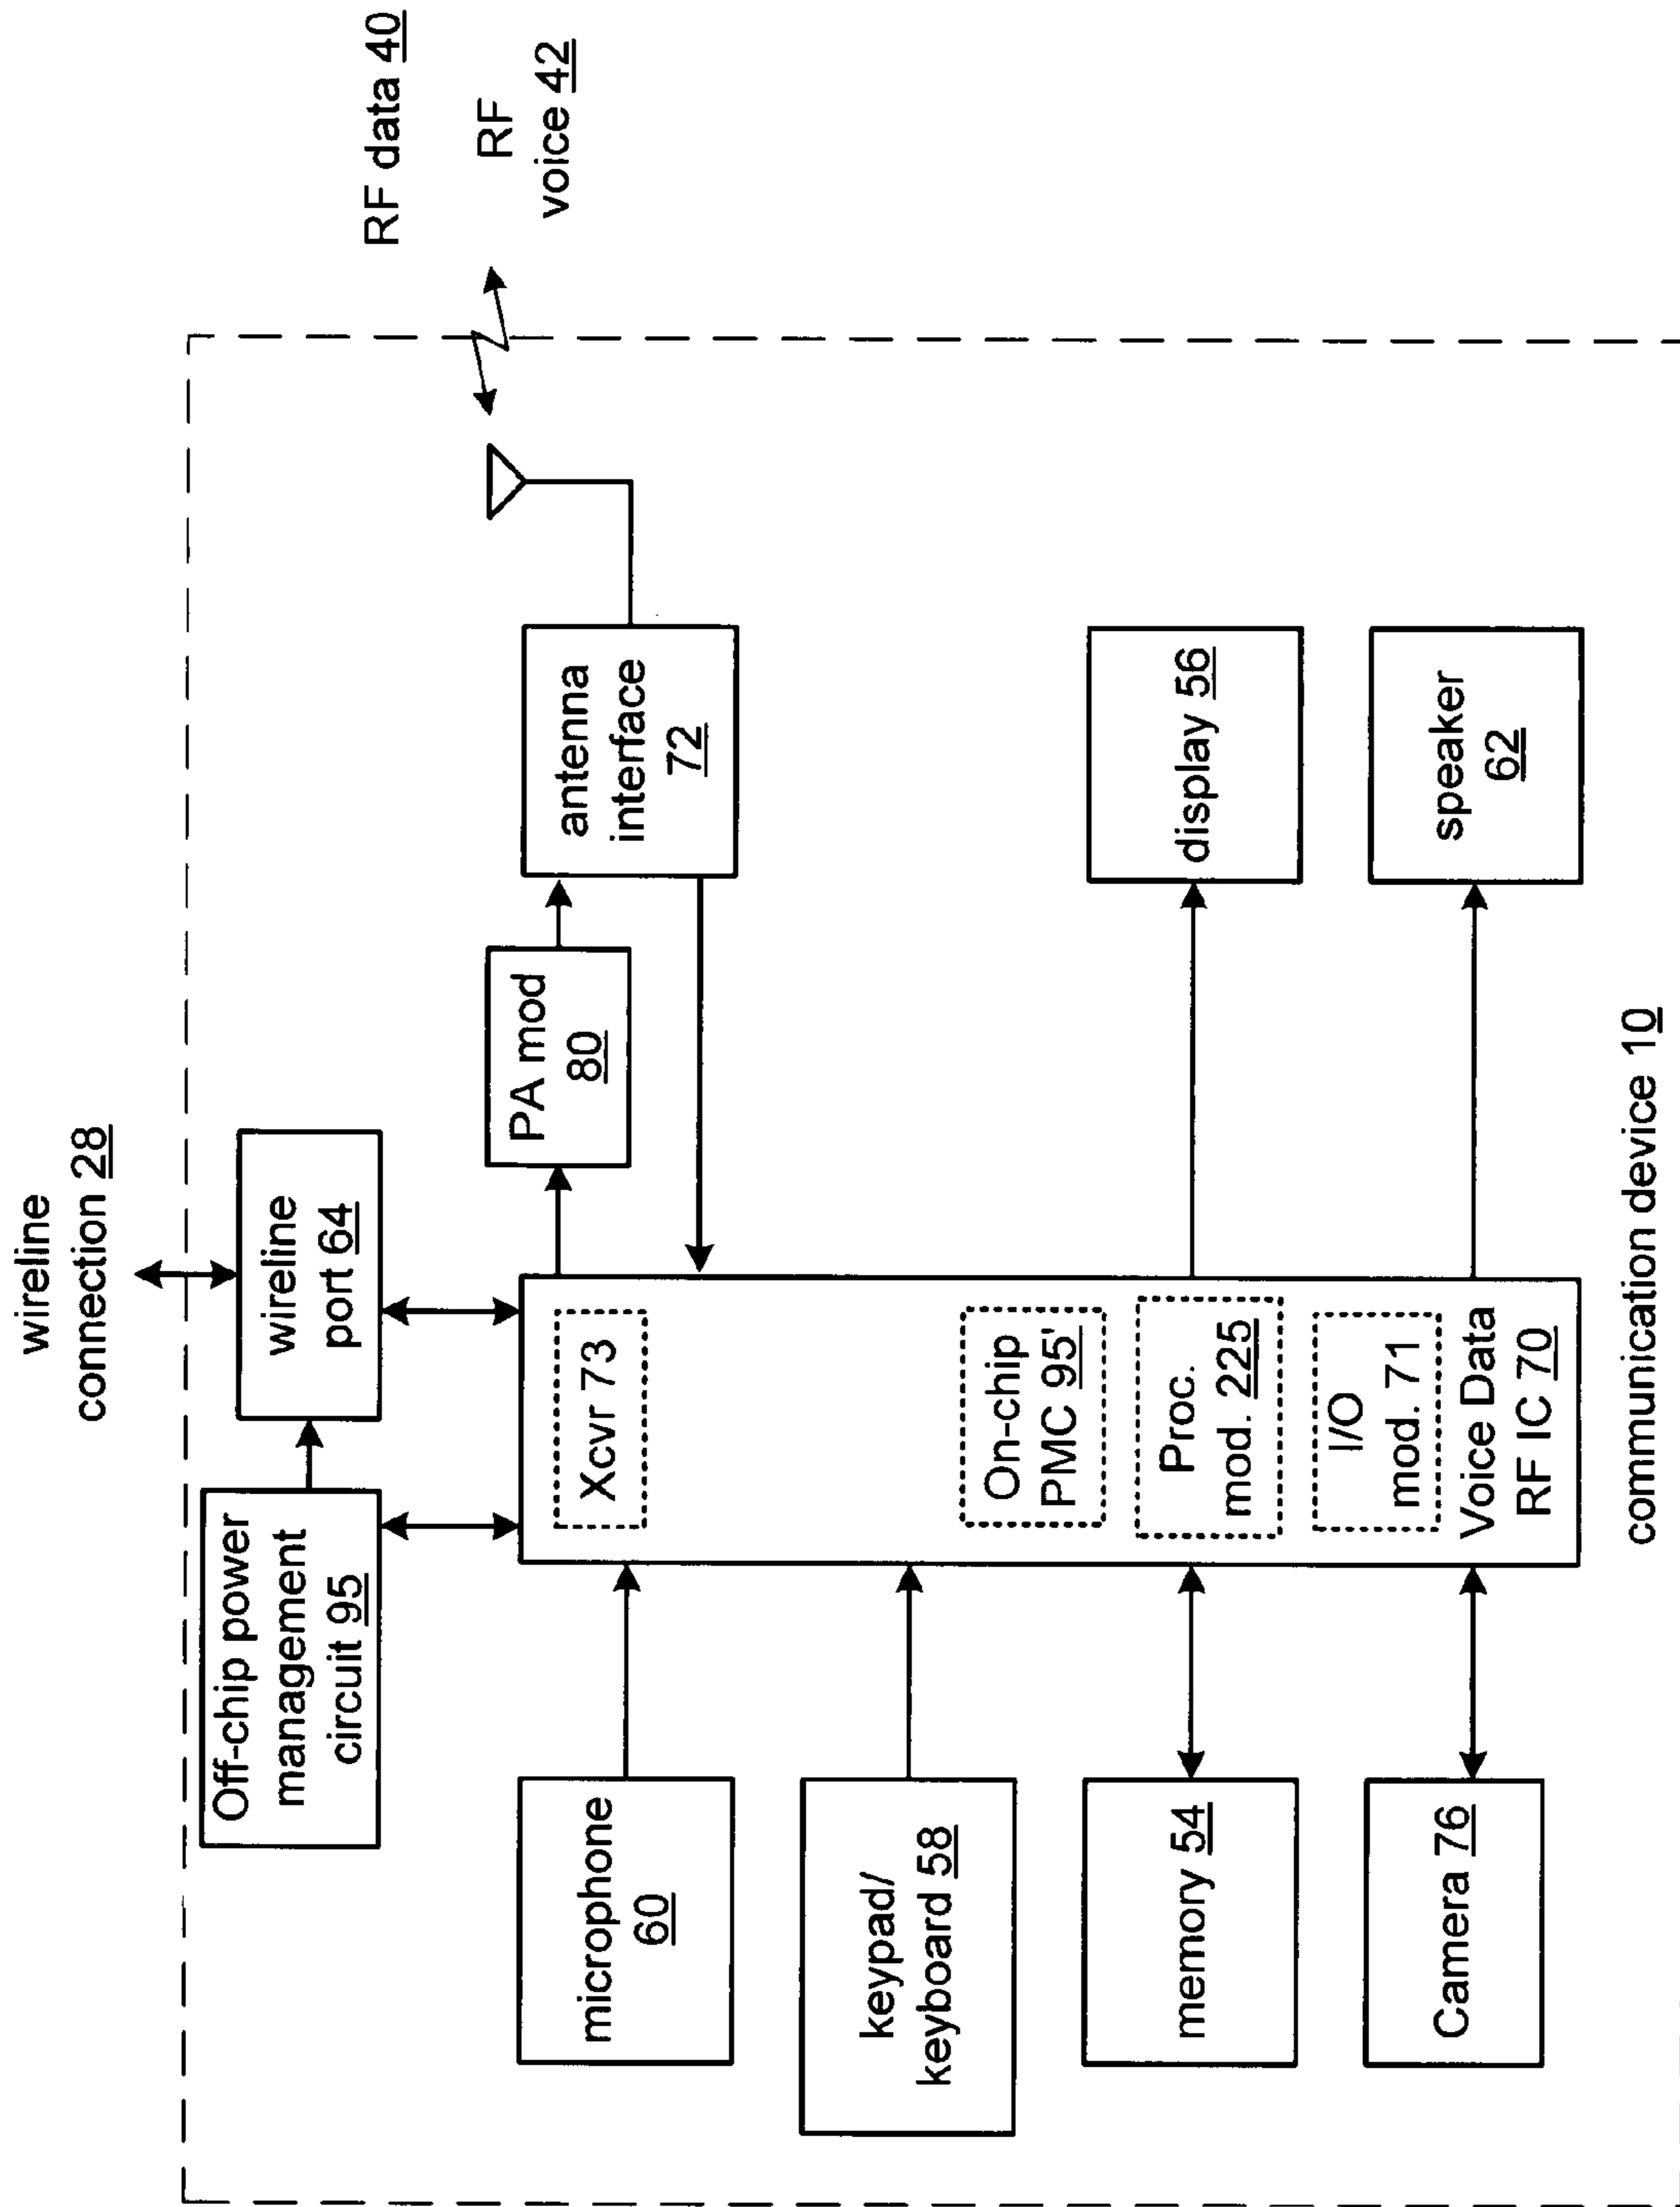 wireline
connection 28
RF data 40
RF
voice 42
Off-chip power
management
circuit 95
wireline
port 64
PA mod
80
antenna
interface
72
microphone
60
keypad/
keyboard 58
memory 54
Camera 76
Xcvr 73
On-chip
PMC 95'
Proc.
mod. 225
I/O
mod. 71
Voice Data
RF IC 70
display 56
speaker
62
communication device 10